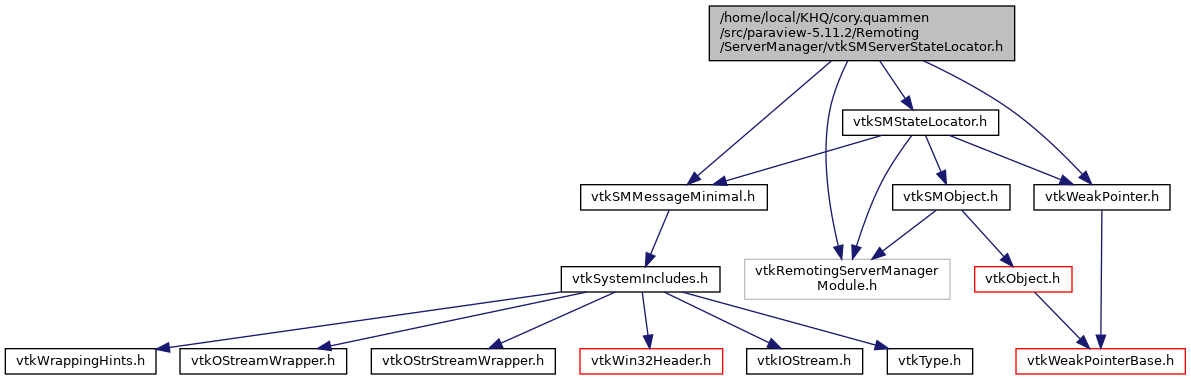 /home/local/KHQ/cory.quammen
/src/paraview-5.11.2/Remoting
/ServerManager/vtkSMServerStateLocator.h
vtkSMStateLocator.h
vtkSMMessageMinimal.h
vtkSMObject.h
vtkWeakPointer.h
vtkRemotingServerManager
Module.h
vtkSystemIncludes.h
vtkObject.h
vtkWrappingHints.h
vtkOStreamWrapper.h
vtkOStrStreamWrapper.h
vtkWin32Header.h
vtkIOStream.h
vtkType.h
vtkWeakPointerBase.h